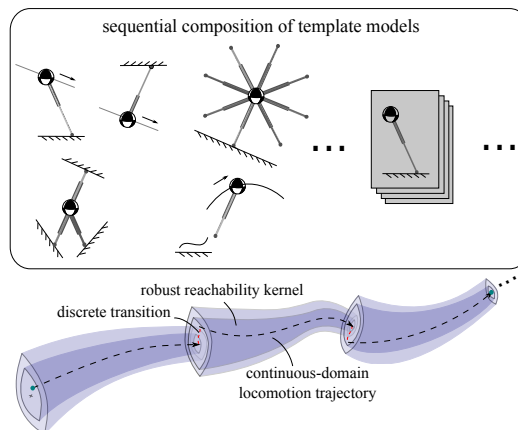 sequential composition of template models
...
...
robust reachability kernel
discrete transition
continuous-domain
locomotion trajectory